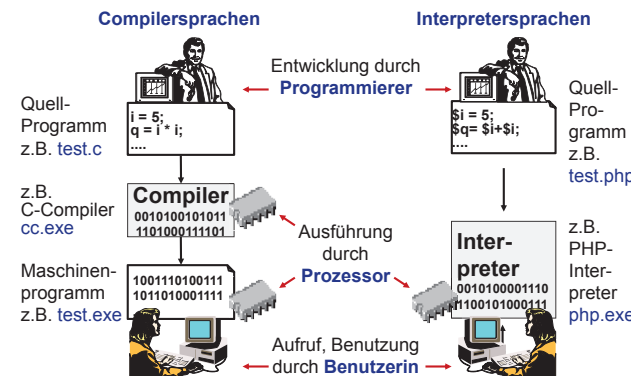 Compilersprachen
Interpretersprachen
Entwicklung durch
Programmierer
Quell-
Programm
z.B. test.c
i = 5;
q = i * i;
....
$i = 5;
$q= $i+$i;
....
Quell-
Pro-
gramm
z.B.
test.php
z.B.
C-Compiler
cc.exe
Compiler
0010100101011
1101000111101
Ausführung
durch
Prozessor
Inter-
preter
0010100001110
1100101000111
z.B.
PHP-
Inter-
preter
php.exe
Maschinen-
programm
z.B. test.exe
1001110100111
1011010001111
Aufruf, Benutzung
durch Benutzerin